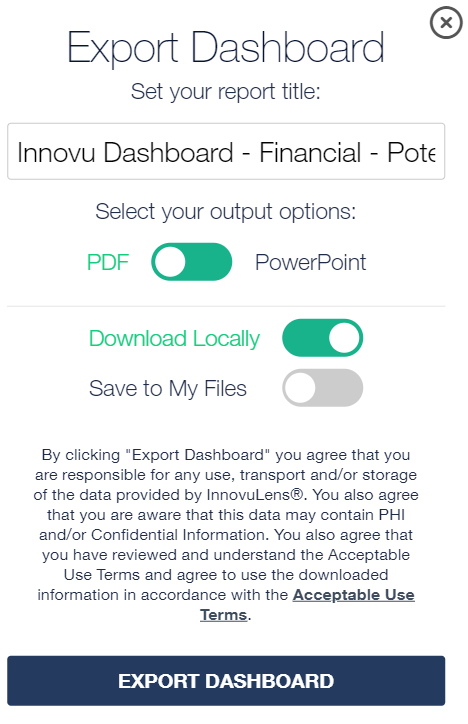 Export Dashboard
Set your report title:
Innovu Dashboard - Financial - Pote
Select your output options:
PDF PowerPoint
Download Locally
Save to My Files
By clicking "Export Dashboard" you agree that you
are responsible for any use, transport and/or storage
of the data provided by InnovuLens®. You also agree
that you are aware that this data may contain PHI
and/or Confidential Information. You also agree that
you have reviewed and understand the Acceptable
Use Terms and agree to use the downloaded
information in accordance with the Acceptable Use
Terms.
EXPORT DASHBOARD